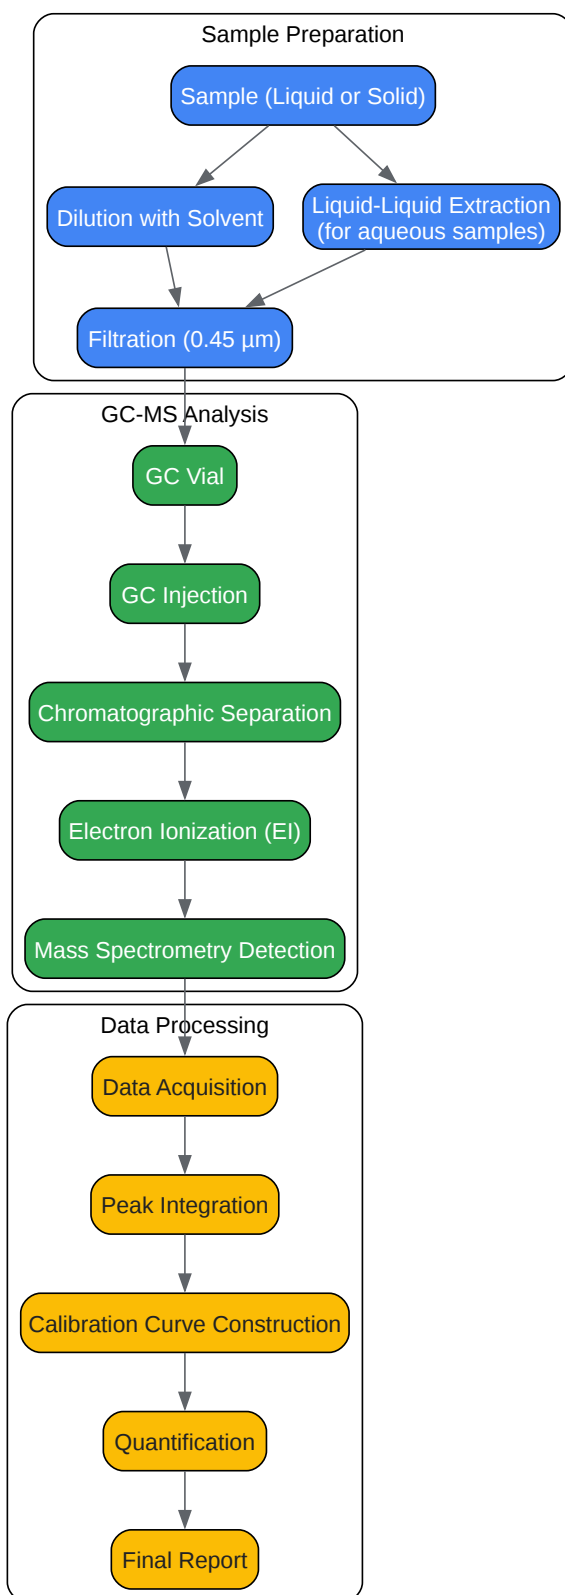 Sample Preparation
Sample (Liquid or Solid)
Dilution with Solvent
Liquid-Liquid Extraction
(for aqueous samples)
Filtration (0.45 µm)
GC-MS Analysis
GC Vial
GC Injection
Chromatographic Separation
Electron Ionization (EI)
Mass Spectrometry Detection
Data Processing
Data Acquisition
Peak Integration
Calibration Curve Construction
Quantification
Final Report